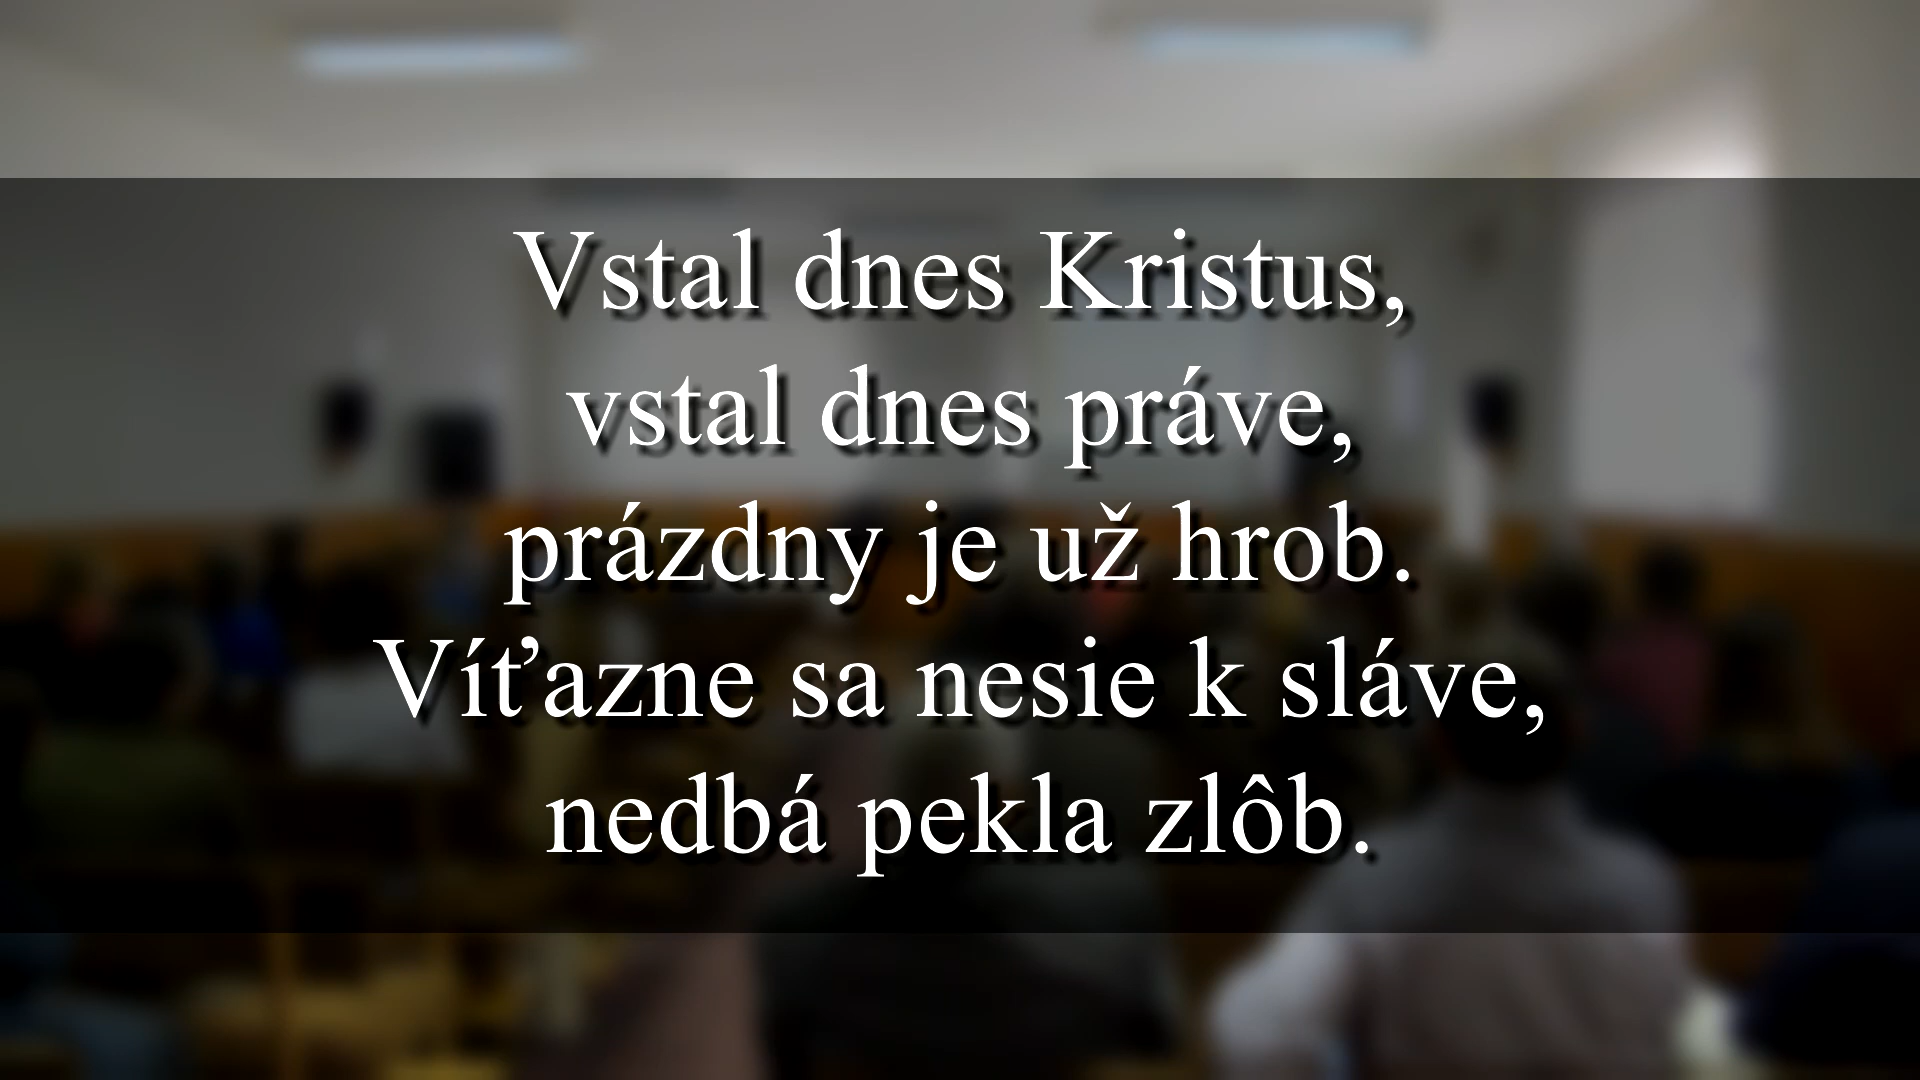 Vstal dnes Kristus,
vstal dnes práve,
prázdny je už hrob.
Víťazne sa nesie k sláve,
nedbá pekla zlôb.